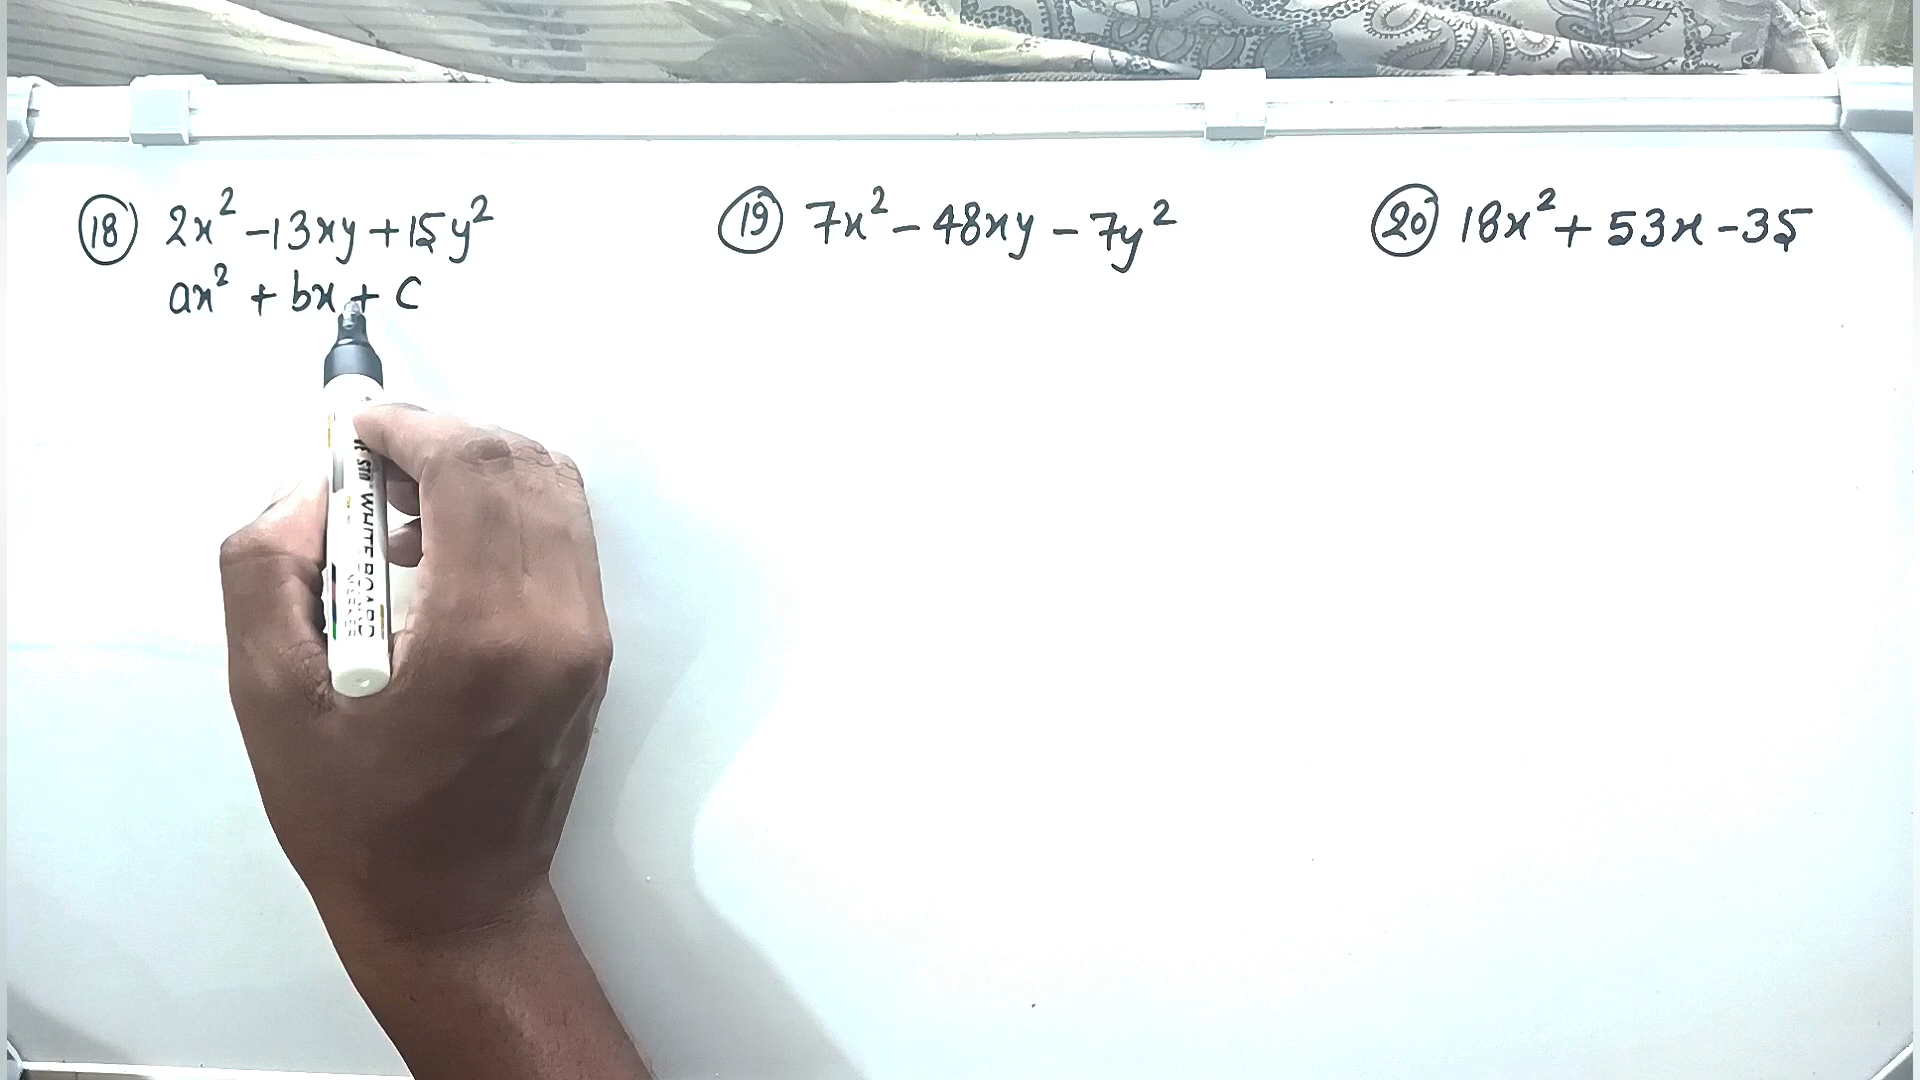 ⑱ 2x² - 13xy + 15y²
ax² + bx + c
⑲ 7x² - 48xy - 7y²
⑳ 18x² + 53x - 35
WHITE BOARD